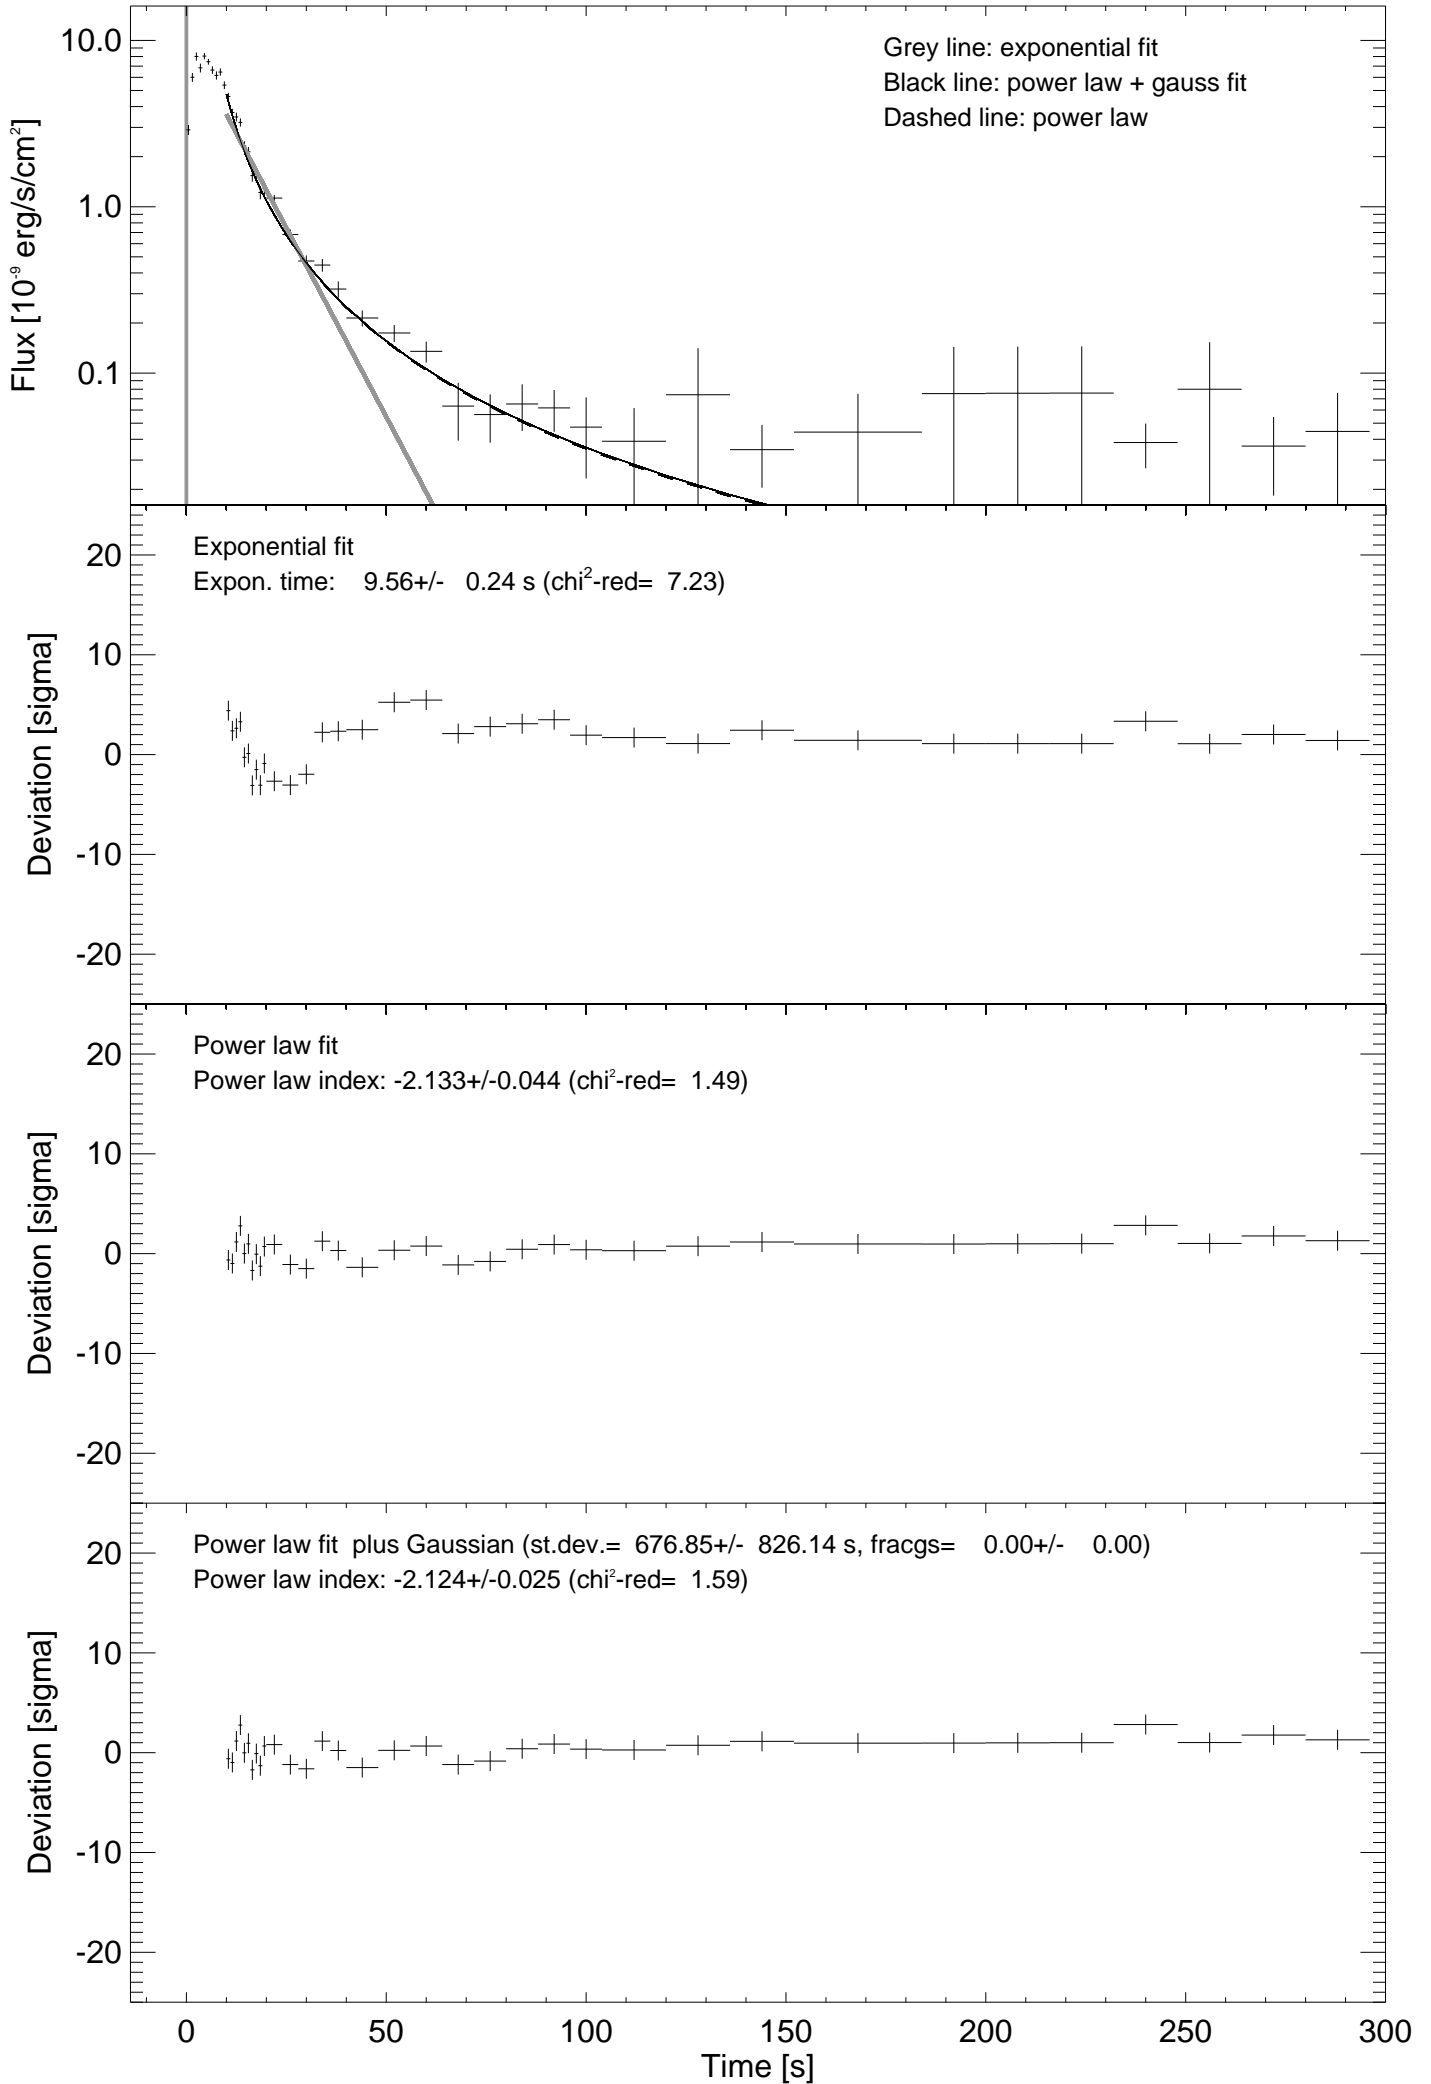 Grey line: exponential fit
Black line: power law + gauss fit
Dashed line: power law
10.0
1.0
0.1
Flux [10⁻⁹ erg/s/cm²]
Exponential fit
Expon. time: 9.56+/- 0.24 s (chi²-red= 7.23)
20
10
0
-10
-20
Deviation [sigma]
Power law fit
Power law index: -2.133+/-0.044 (chi²-red= 1.49)
20
10
0
-10
-20
Deviation [sigma]
Power law fit plus Gaussian (st.dev.= 676.85+/- 826.14 s, fracgs= 0.00+/- 0.00)
Power law index: -2.124+/-0.025 (chi²-red= 1.59)
20
10
0
-10
-20
Deviation [sigma]
0 50 100 150 200 250 300
Time [s]